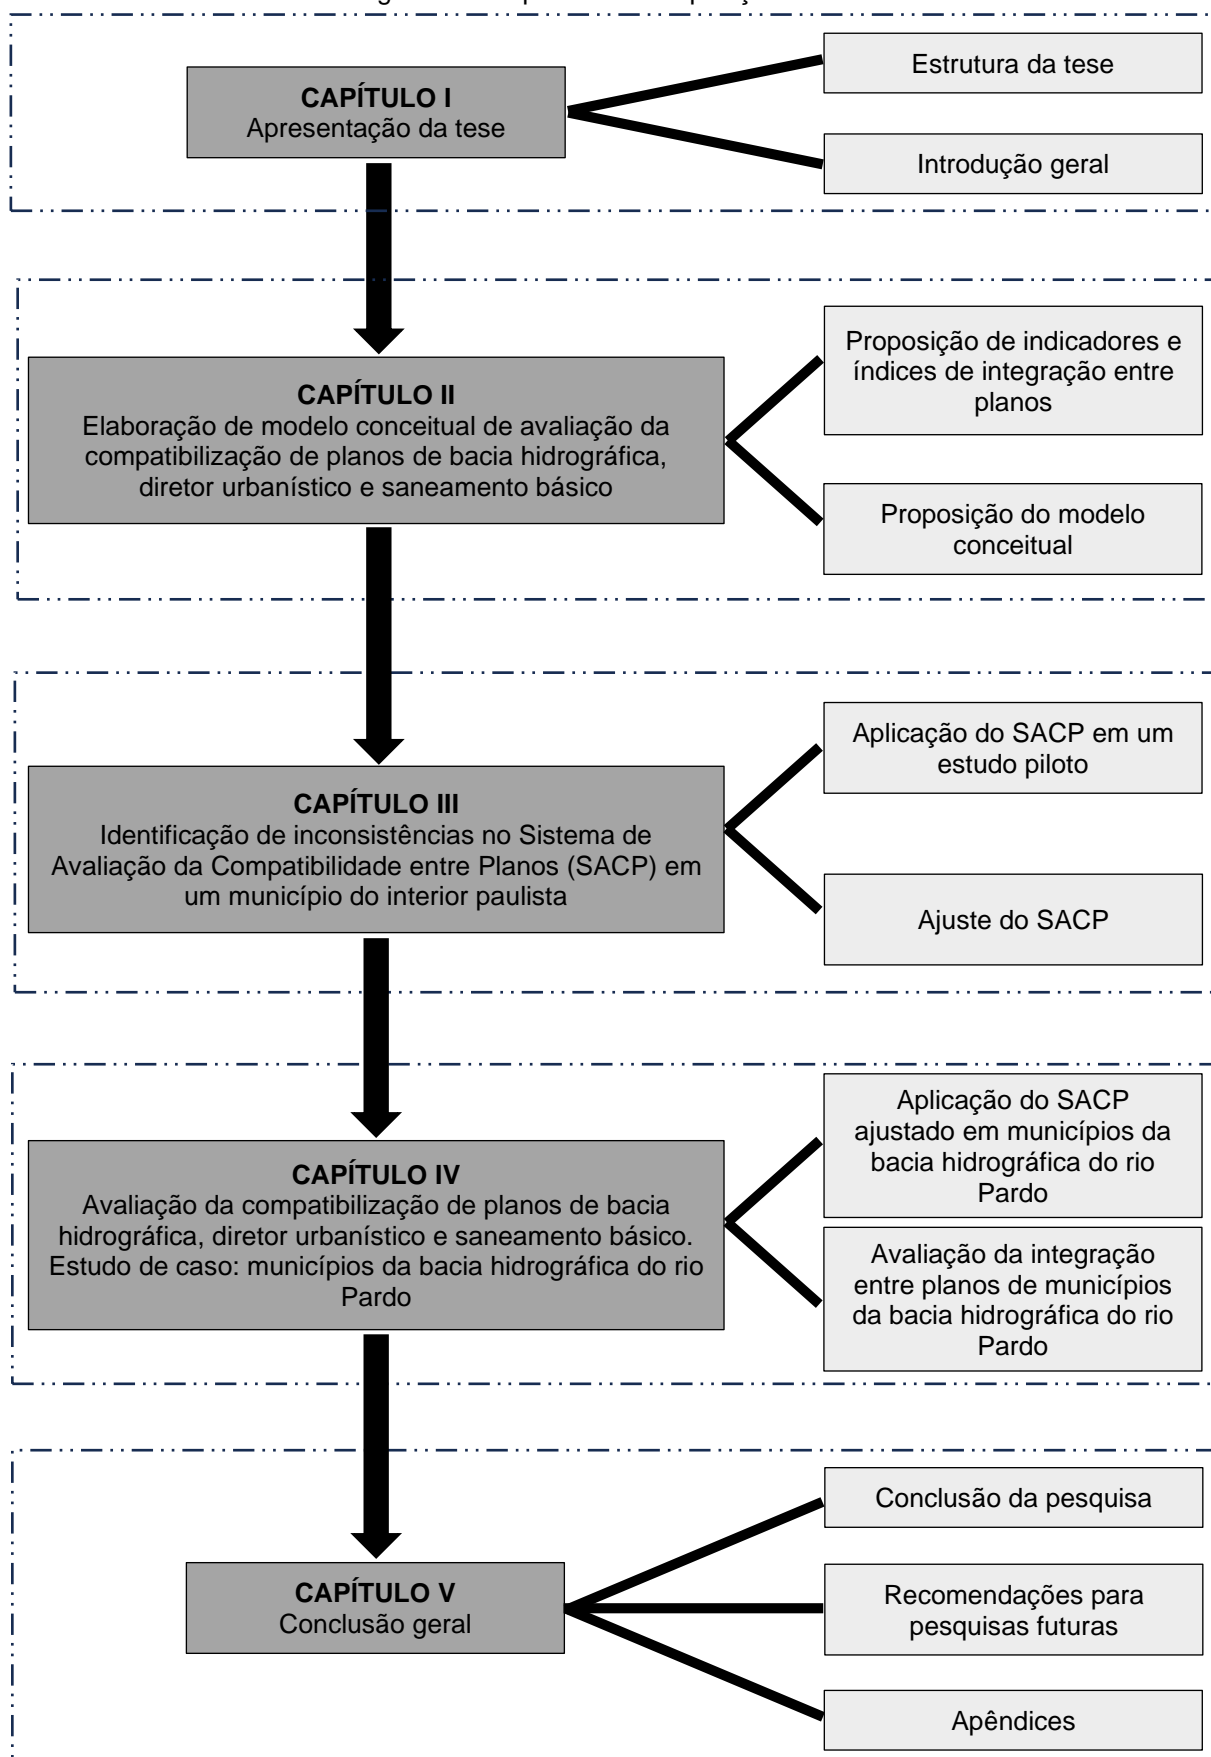 CAPÍTULO I
Apresentação da tese
Estrutura da tese
Introdução geral
CAPÍTULO II
Elaboração de modelo conceitual de avaliação da
compatibilização de planos de bacia hidrográfica,
diretor urbanístico e saneamento básico
Proposição de indicadores e
índices de integração entre
planos
Proposição do modelo
conceitual
CAPÍTULO III
Identificação de inconsistências no Sistema de
Avaliação da Compatibilidade entre Planos (SACP) em
um município do interior paulista
Aplicação do SACP em um
estudo piloto
Ajuste do SACP
CAPÍTULO IV
Avaliação da compatibilização de planos de bacia
hidrográfica, diretor urbanístico e saneamento básico.
Estudo de caso: municípios da bacia hidrográfica do rio
Pardo
Aplicação do SACP
ajustado em municípios da
bacia hidrográfica do rio
Pardo
Avaliação da integração
entre planos de municípios
da bacia hidrográfica do rio
Pardo
CAPÍTULO V
Conclusão geral
Conclusão da pesquisa
Recomendações para
pesquisas futuras
Apêndices